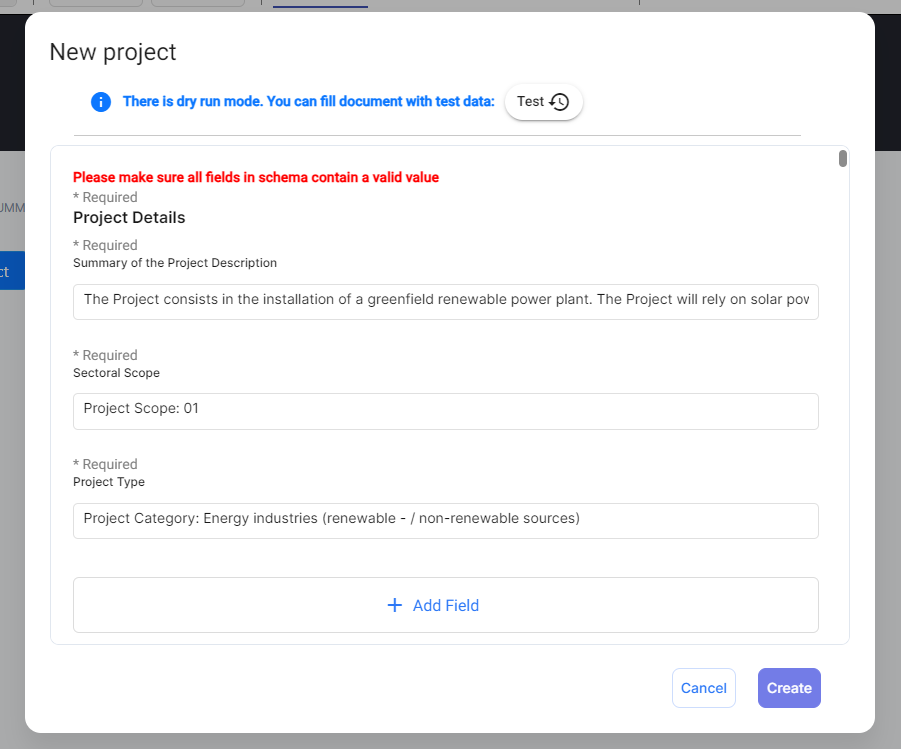 New project
There is dry run mode. You can fill document with test data:
Test
Please make sure all fields in schema contain a valid value
* Required
Project Details
* Required
Summary of the Project Description
The Project consists in the installation of a greenfield renewable power plant. The Project will rely on solar pow
* Required
Sectoral Scope
Project Scope: 01
* Required
Project Type
Project Category: Energy industries (renewable - / non-renewable sources)
+ Add Field
Cancel
Create
UMM
ct